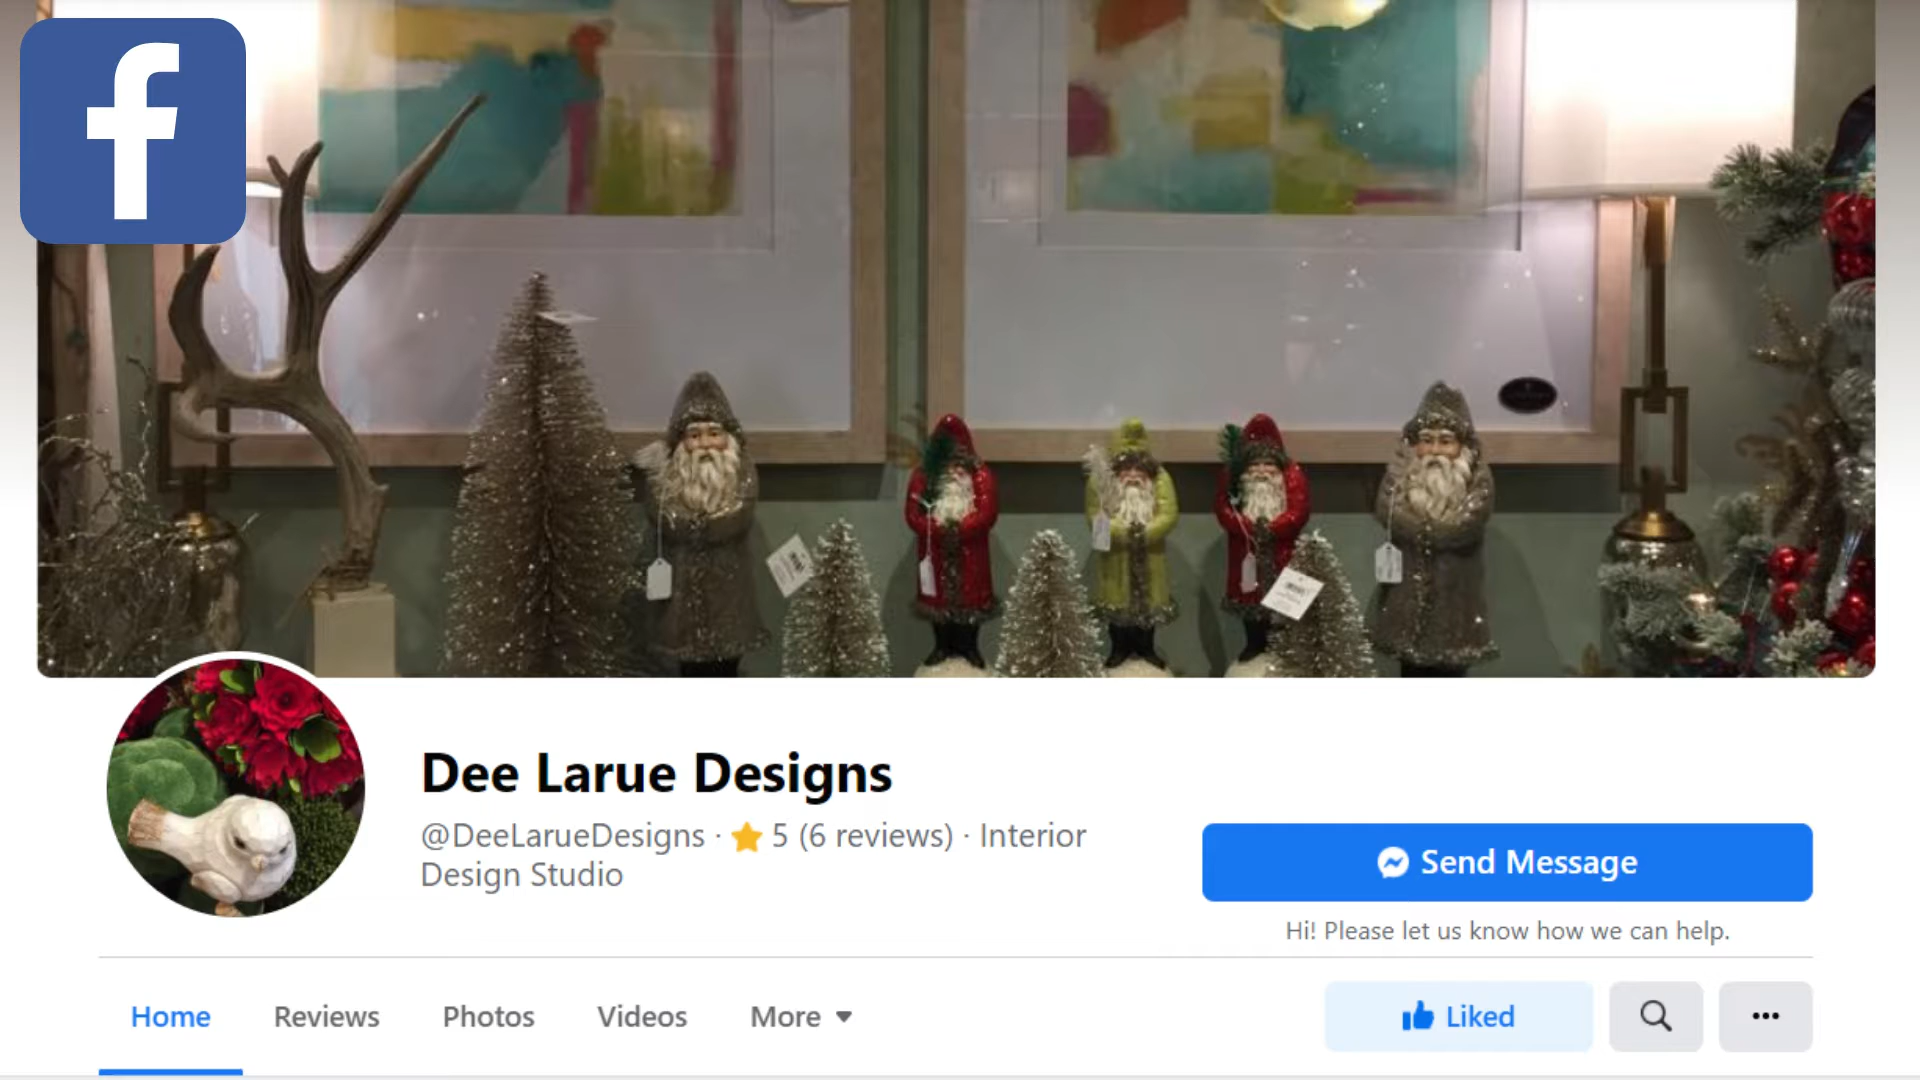 f
Dee Larue Designs
@DeeLarueDesigns · 5 (6 reviews) · Interior
Design Studio
Send Message
Hi! Please let us know how we can help.
Home Reviews Photos Videos More
Liked